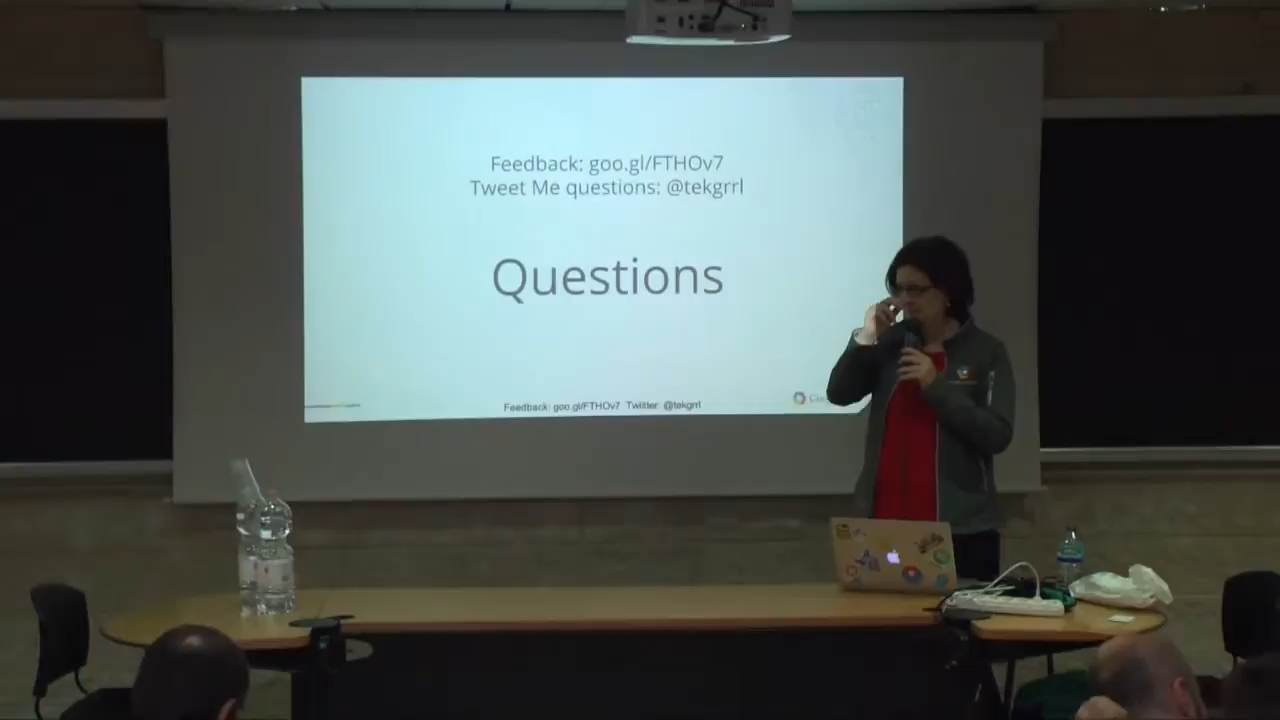 Feedback: goo.gl/FTHOv7
Tweet Me questions: @tekgrrl
Questions
Feedback: goo.gl/FTHOv7 Twitter: @tekgrrl